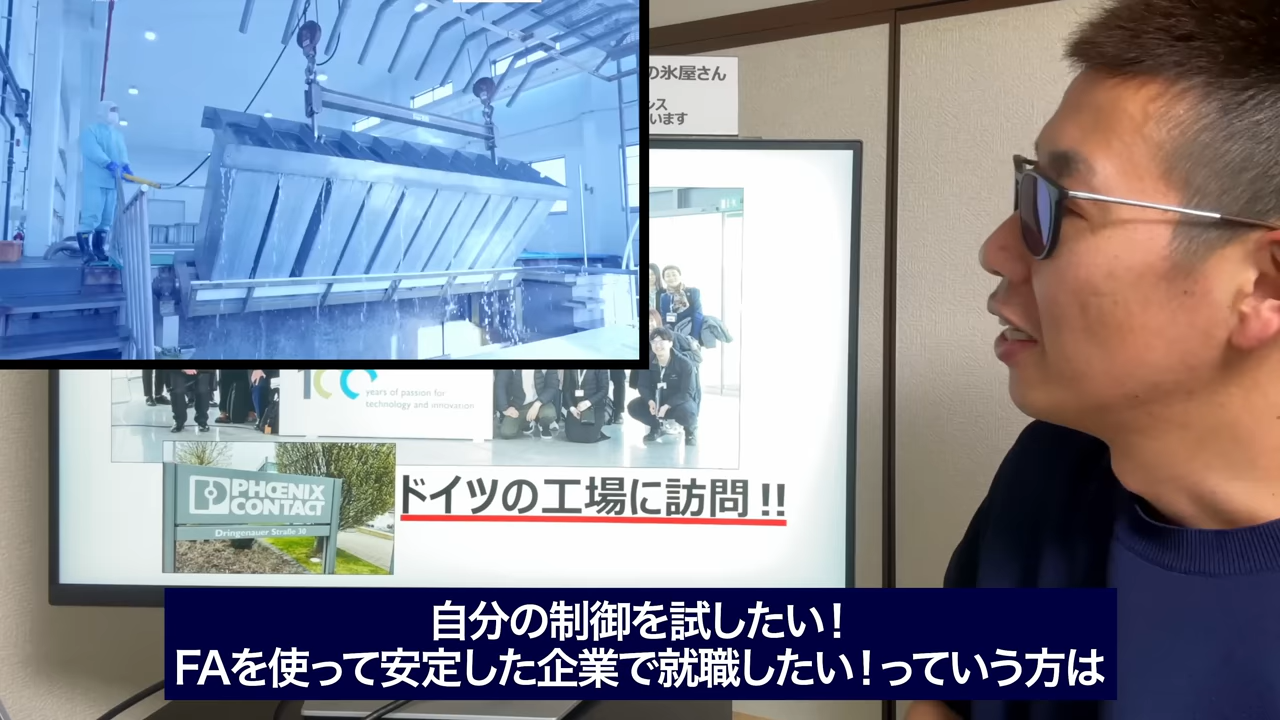 の氷屋さん
ンス
います
100
years of passion for
technology and innovation
PHŒNIX
CONTACT
Dringenauer Straße 30
ドイツの工場に訪問!!
自分の制御を試したい！
FAを使って安定した企業で就職したい！っていう方は